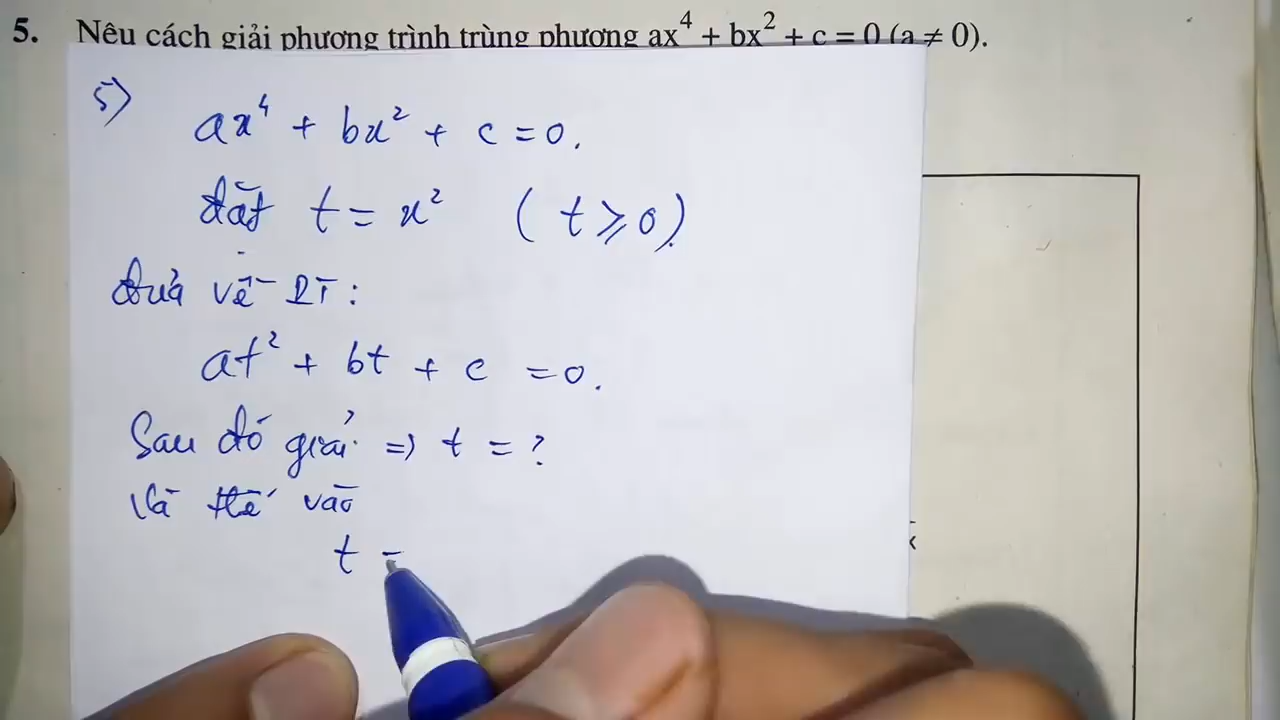 5. Nêu cách giải phương trình trùng phương ax⁴ + bx² + c = 0 (a ≠ 0).
5)
ax⁴ + bx² + c = 0.
đặt t = x² ( t ⩾ 0 ).
Đưa về PT :
at² + bt + c = 0.
Sau đó giải => t = ?
Và thế vào
t =